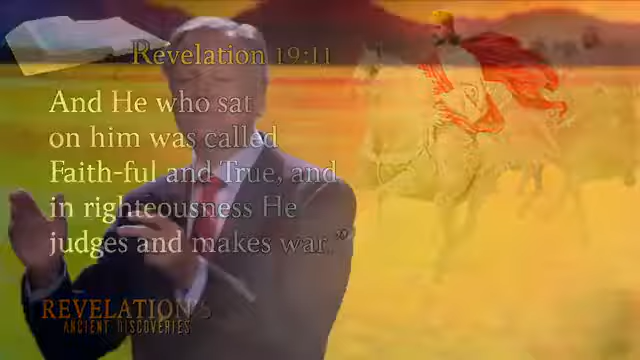 Revelation 19:11
And He who sat
on him was called
Faith-ful and True, and
in righteousness He
judges and makes war.”
REVELATION'S
ANCIENT DISCOVERIES